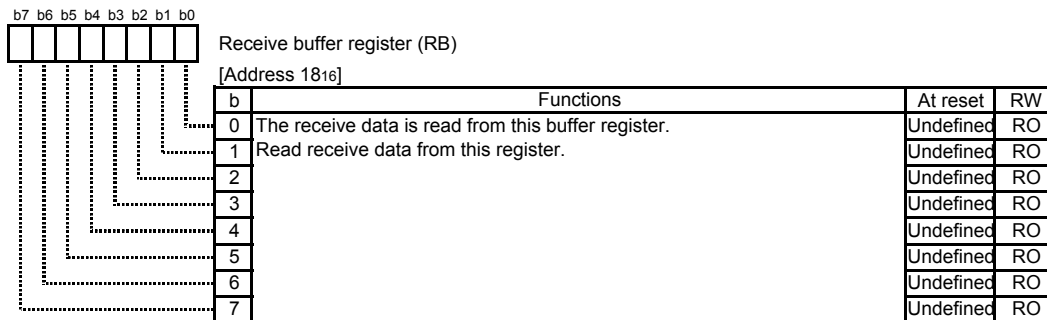 b7 b6 b5 b4 b3 b2 b1 b0
Receive buffer register (RB)
[Address 1816]
b Functions At reset RW
0 The receive data is read from this buffer register. Undefined RO
1 Read receive data from this register. Undefined RO
2 Undefined RO
3 Undefined RO
4 Undefined RO
5 Undefined RO
6 Undefined RO
7 Undefined RO